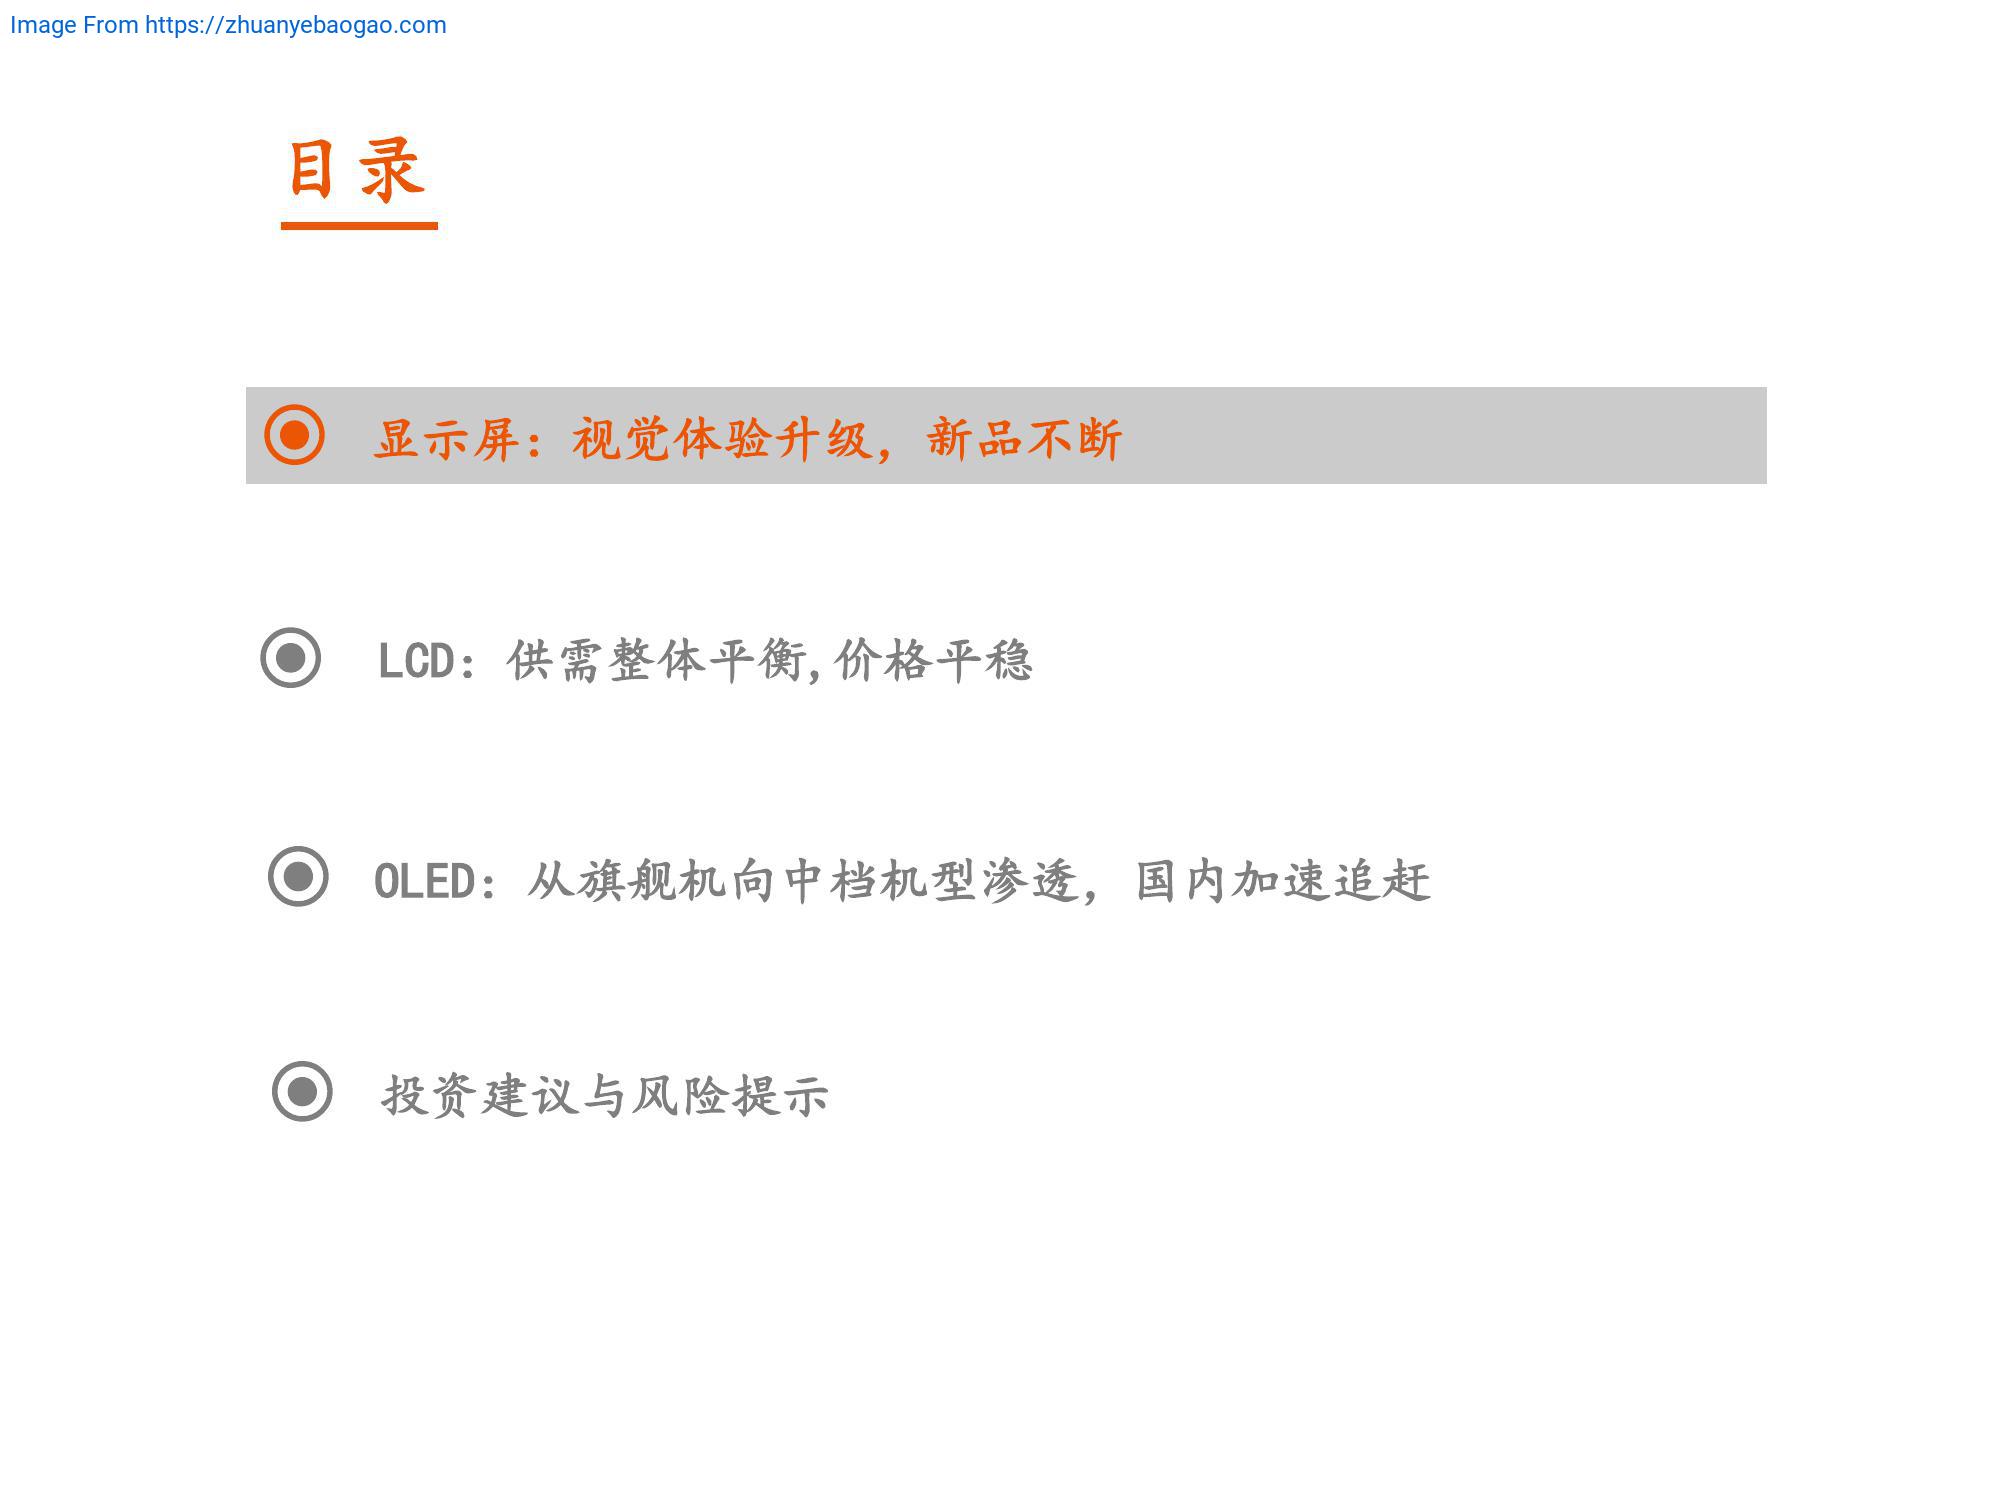 Image From https://zhuanyebaogao.com
目录
显示屏：视觉体验升级，新品不断
LCD：供需整体平衡,价格平稳
OLED：从旗舰机向中档机型渗透，国内加速追赶
投资建议与风险提示